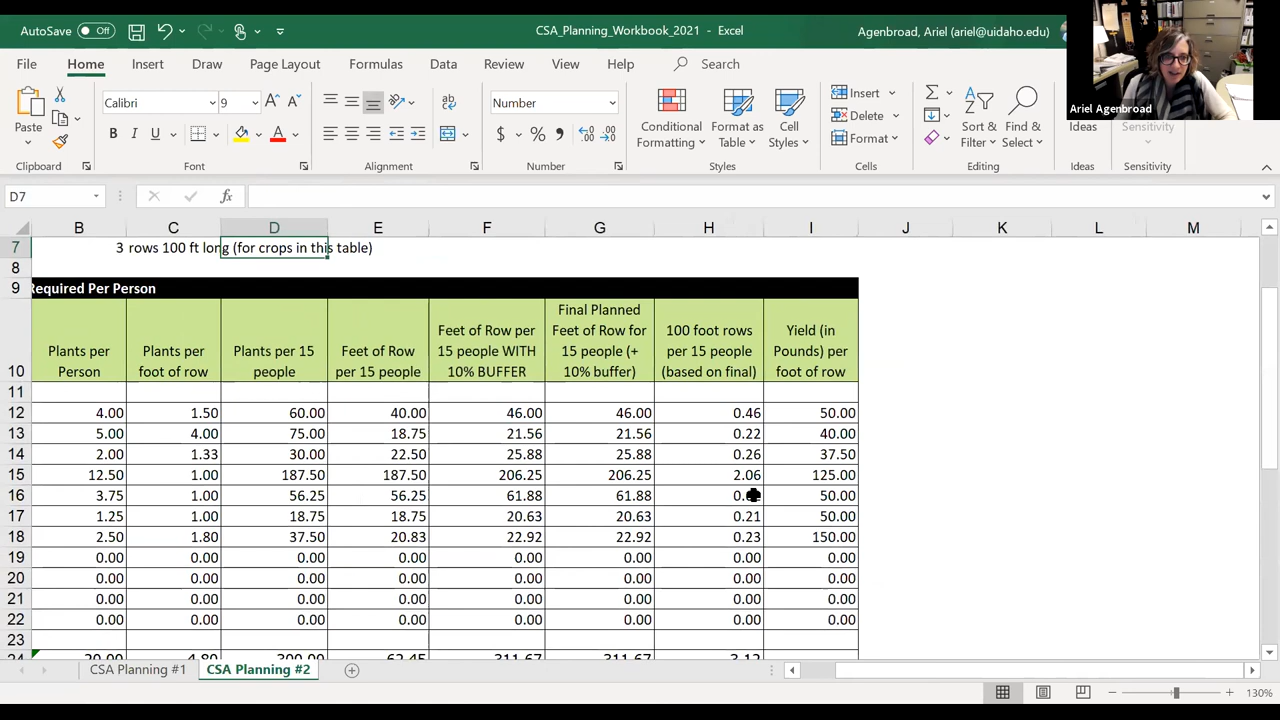 AutoSave Off CSA_Planning_Workbook_2021 - Excel Agenbroad, Ariel (ariel@uidaho.edu)
Ariel Agenbroad
File Home Insert Draw Page Layout Formulas Data Review View Help Search
Calibri 9 Number
Paste B I U A $ % 9 Conditional Formatting Format as Table Cell Styles Insert Delete Format Sort & Filter Find & Select Ideas Sensitivity
Clipboard Font Alignment Number Styles Cells Editing Ideas Sensitivity
D7 fx
B C D E F G H I J K L M
7 3 rows 100 ft long (for crops in this table)
8
9 Required Per Person
10 Plants per Person Plants per foot of row Plants per 15 people Feet of Row per 15 people Feet of Row per 15 people WITH 10% BUFFER Final Planned Feet of Row for 15 people (+ 10% buffer) 100 foot rows per 15 people (based on final) Yield (in Pounds) per foot of row
11
12 4.00 1.50 60.00 40.00 46.00 46.00 0.46 50.00
13 5.00 4.00 75.00 18.75 21.56 21.56 0.22 40.00
14 2.00 1.33 30.00 22.50 25.88 25.88 0.26 37.50
15 12.50 1.00 187.50 187.50 206.25 206.25 2.06 125.00
16 3.75 1.00 56.25 56.25 61.88 61.88 50.00
17 1.25 1.00 18.75 18.75 20.63 20.63 0.21 50.00
18 2.50 1.80 37.50 20.83 22.92 22.92 0.23 150.00
19 0.00 0.00 0.00 0.00 0.00 0.00 0.00 0.00
20 0.00 0.00 0.00 0.00 0.00 0.00 0.00 0.00
21 0.00 0.00 0.00 0.00 0.00 0.00 0.00 0.00
22 0.00 0.00 0.00 0.00 0.00 0.00 0.00 0.00
23
CSA Planning #1 CSA Planning #2
130%